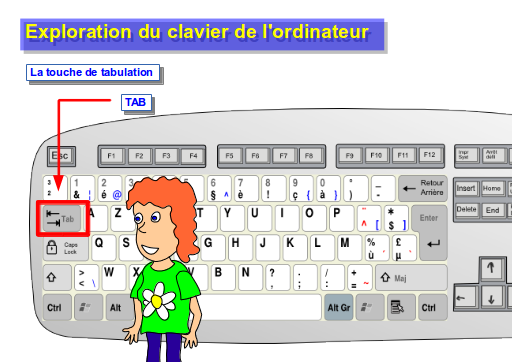 Exploration du clavier de l'ordinateur
La touche de tabulation
TAB
Esc F1 F2 F3 F4 F5 F6 F7 F8 F9 F10 F11 F12 Impr Syst Arrêt défil
3 2 1 & ¦ 2 é @ 6 § ^ 7 è 8 ! 9 ç { 0 à } ° ) _ - Retour Arrière Insert Home
Tab A Z T Y U I O P ¨ ^ [ * $ ] Enter Delete End
Caps Lock Q S G H J K L M % ù ´ £ µ `
> < \ W X B N ? , . ; / : + = ~ Maj
Ctrl Alt Alt Gr Ctrl